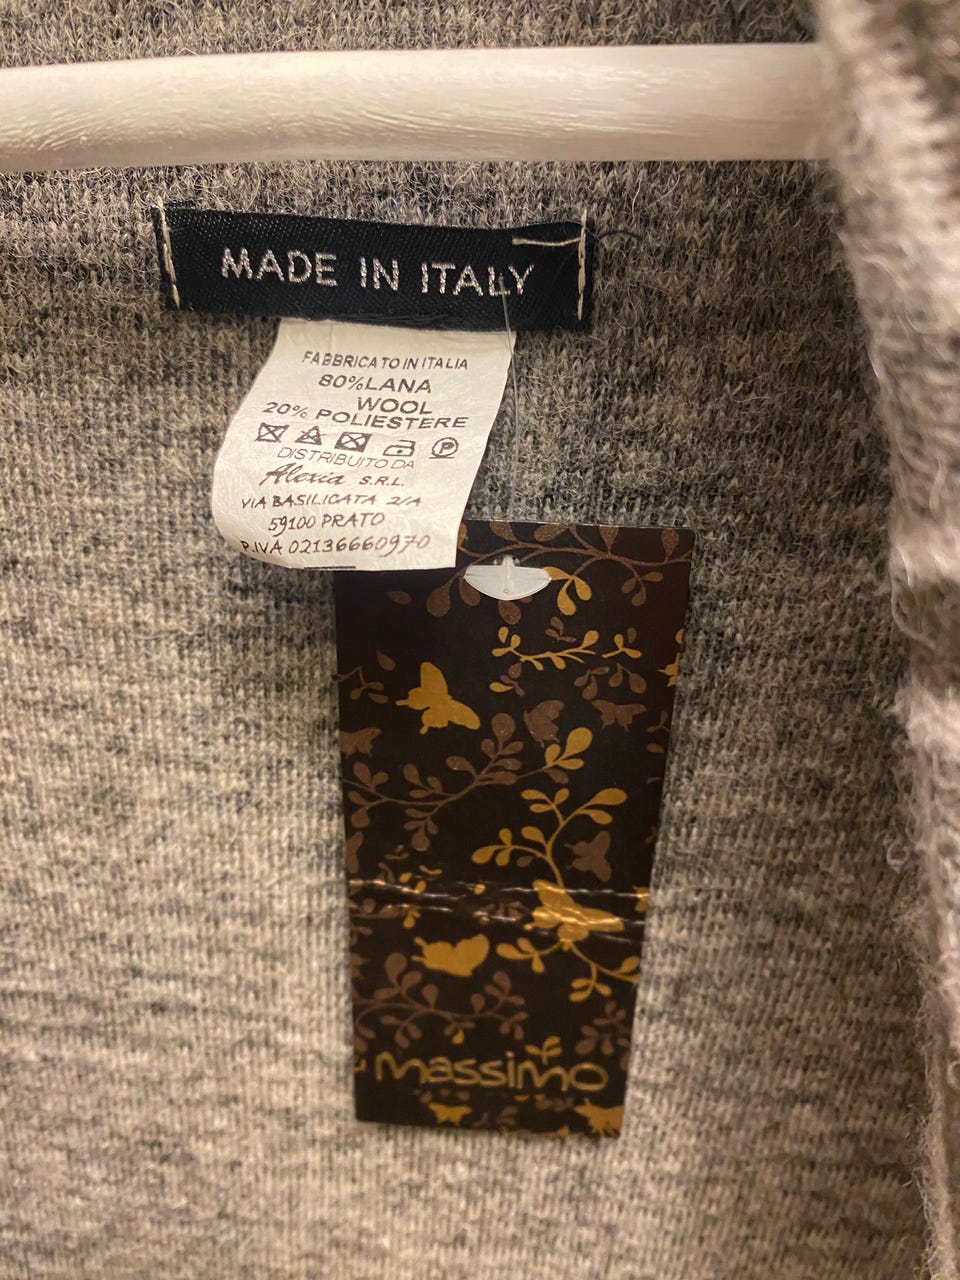 MADE IN ITALY
FABBRICATO IN ITALIA
80% LANA
WOOL
20% POLIESTERE
P
DISTRIBUITO DA
Alexia S.R.L.
VIA BASILICATA 2/A
59100 PRATO
P.IVA 02136660970
massimo